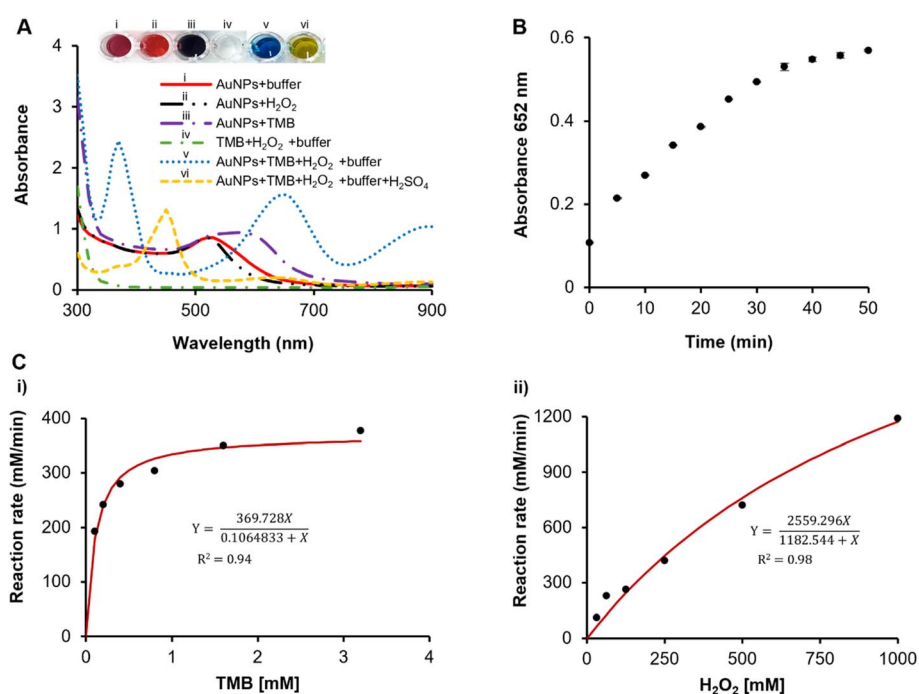 A
i ii iii iv v vi
4
3
2
1
0
300 500 700 900
Absorbance
Wavelength (nm)
i
AuNPs+buffer
ii
AuNPs+H₂O₂
iii
AuNPs+TMB
iv
TMB+H₂O₂ +buffer
v
AuNPs+TMB+H₂O₂ +buffer
vi
AuNPs+TMB+H₂O₂ +buffer+H₂SO₄
B
0.6
0.4
0.2
0
0 10 20 30 40 50
Absorbance 652 nm
Time (min)
C
i)
400
300
200
100
0
0 1 2 3 4
Reaction rate (mM/min)
TMB [mM]
Y = 369.728X / 0.1064833 + X
R² = 0.94
ii)
1200
900
600
300
0
0 250 500 750 1000
Reaction rate (mM/min)
H₂O₂ [mM]
Y = 2559.296X / 1182.544 + X
R² = 0.98